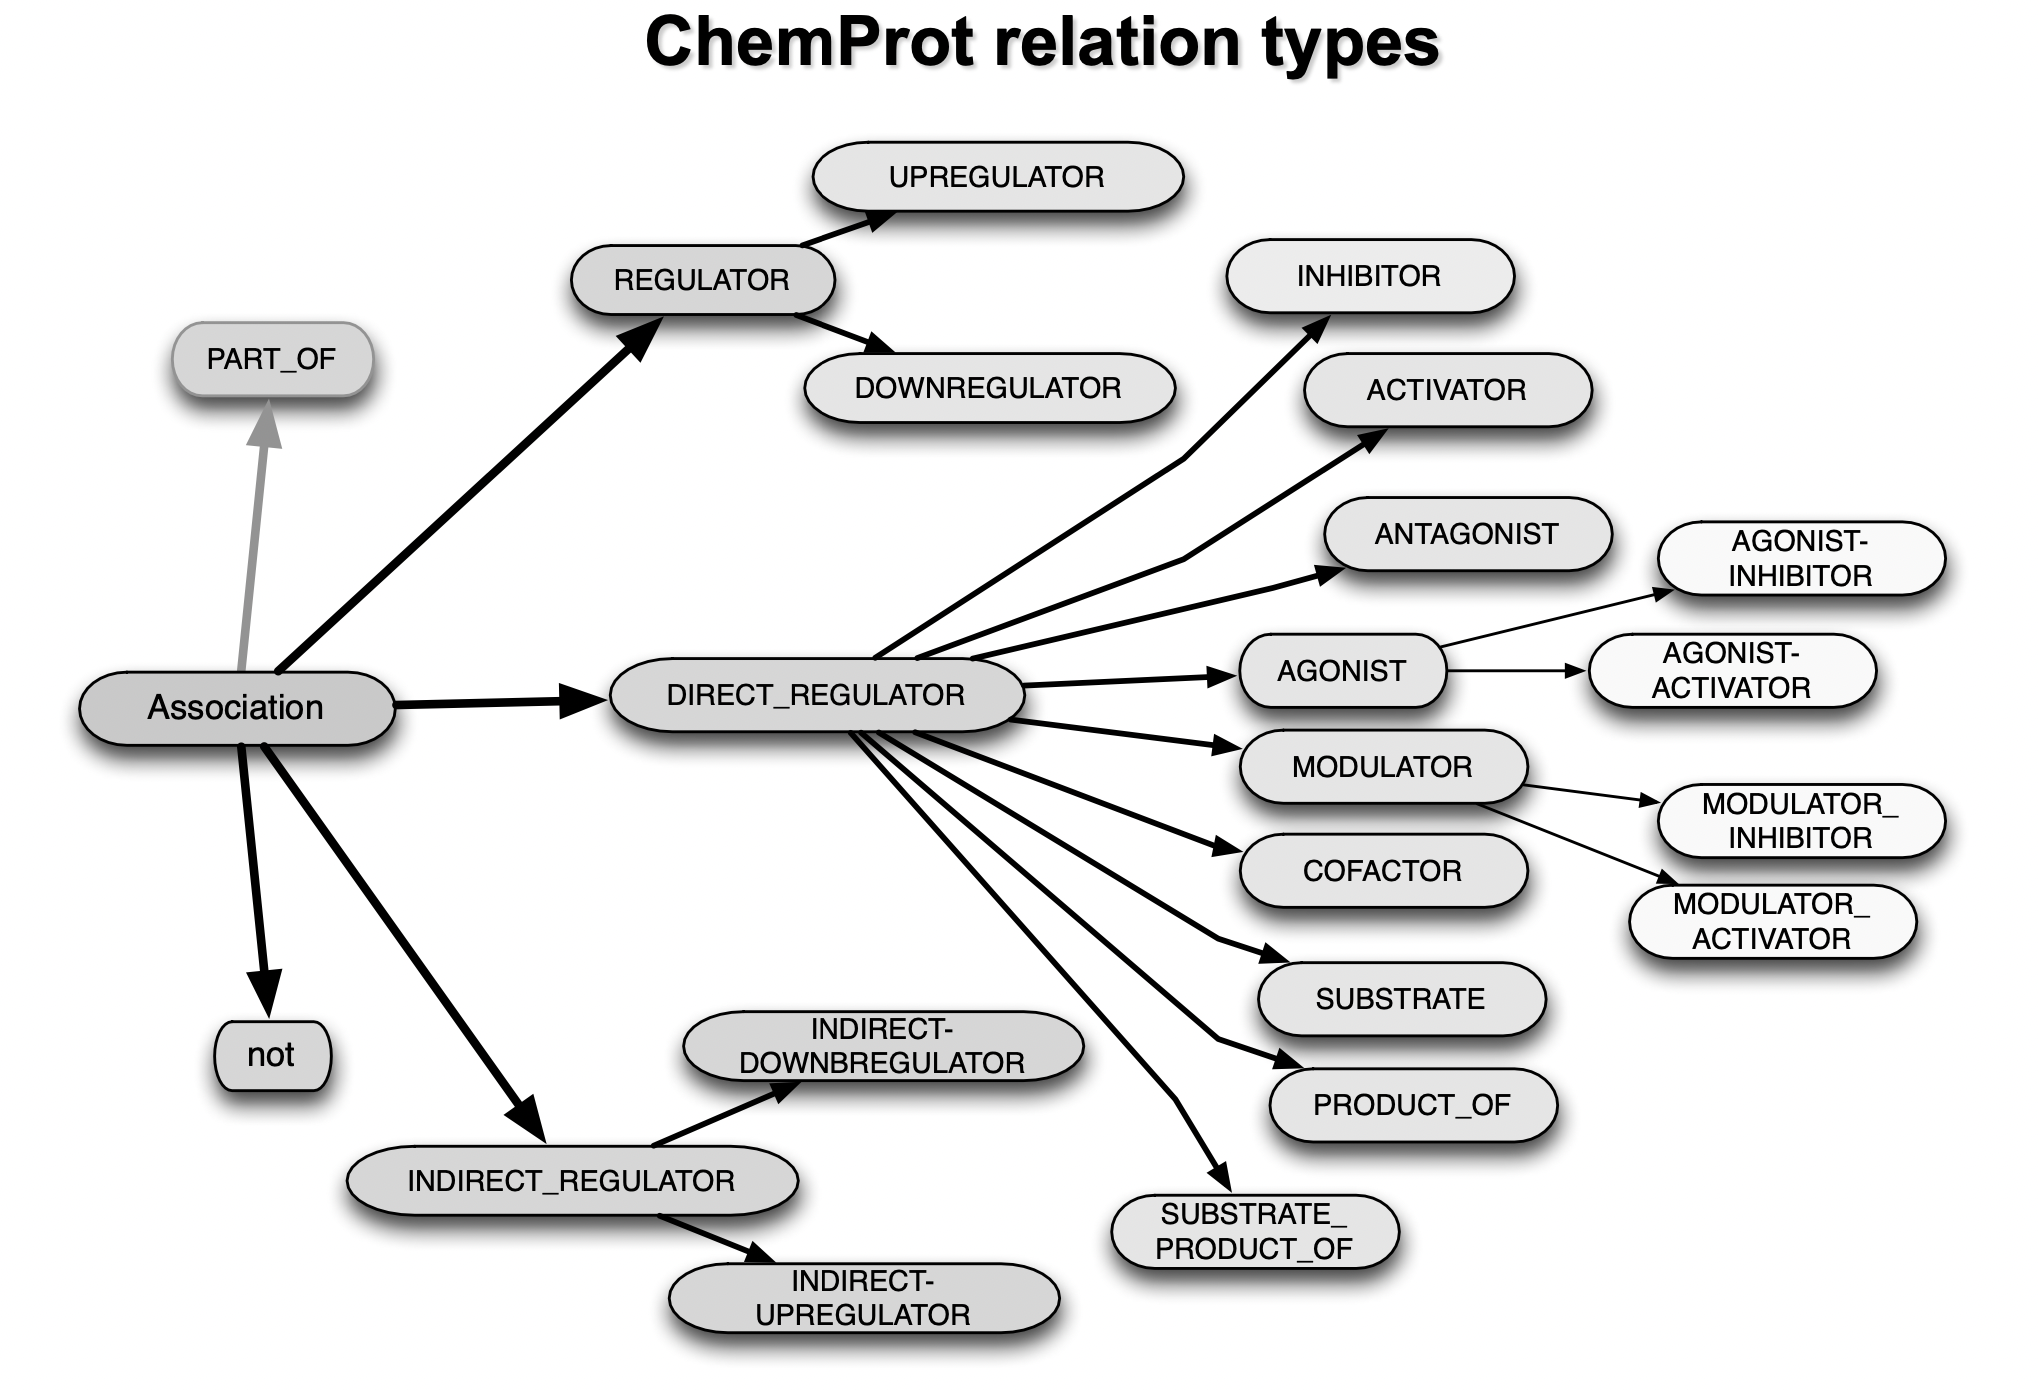 ChemProt relation types
UPREGULATOR
REGULATOR
DOWNREGULATOR
PART_OF
INHIBITOR
ACTIVATOR
ANTAGONIST
AGONIST-
INHIBITOR
AGONIST
AGONIST-
ACTIVATOR
Association
DIRECT_REGULATOR
MODULATOR
MODULATOR_
INHIBITOR
COFACTOR
MODULATOR_
ACTIVATOR
SUBSTRATE
not
INDIRECT-
DOWNBREGULATOR
PRODUCT_OF
INDIRECT_REGULATOR
SUBSTRATE_
PRODUCT_OF
INDIRECT-
UPREGULATOR